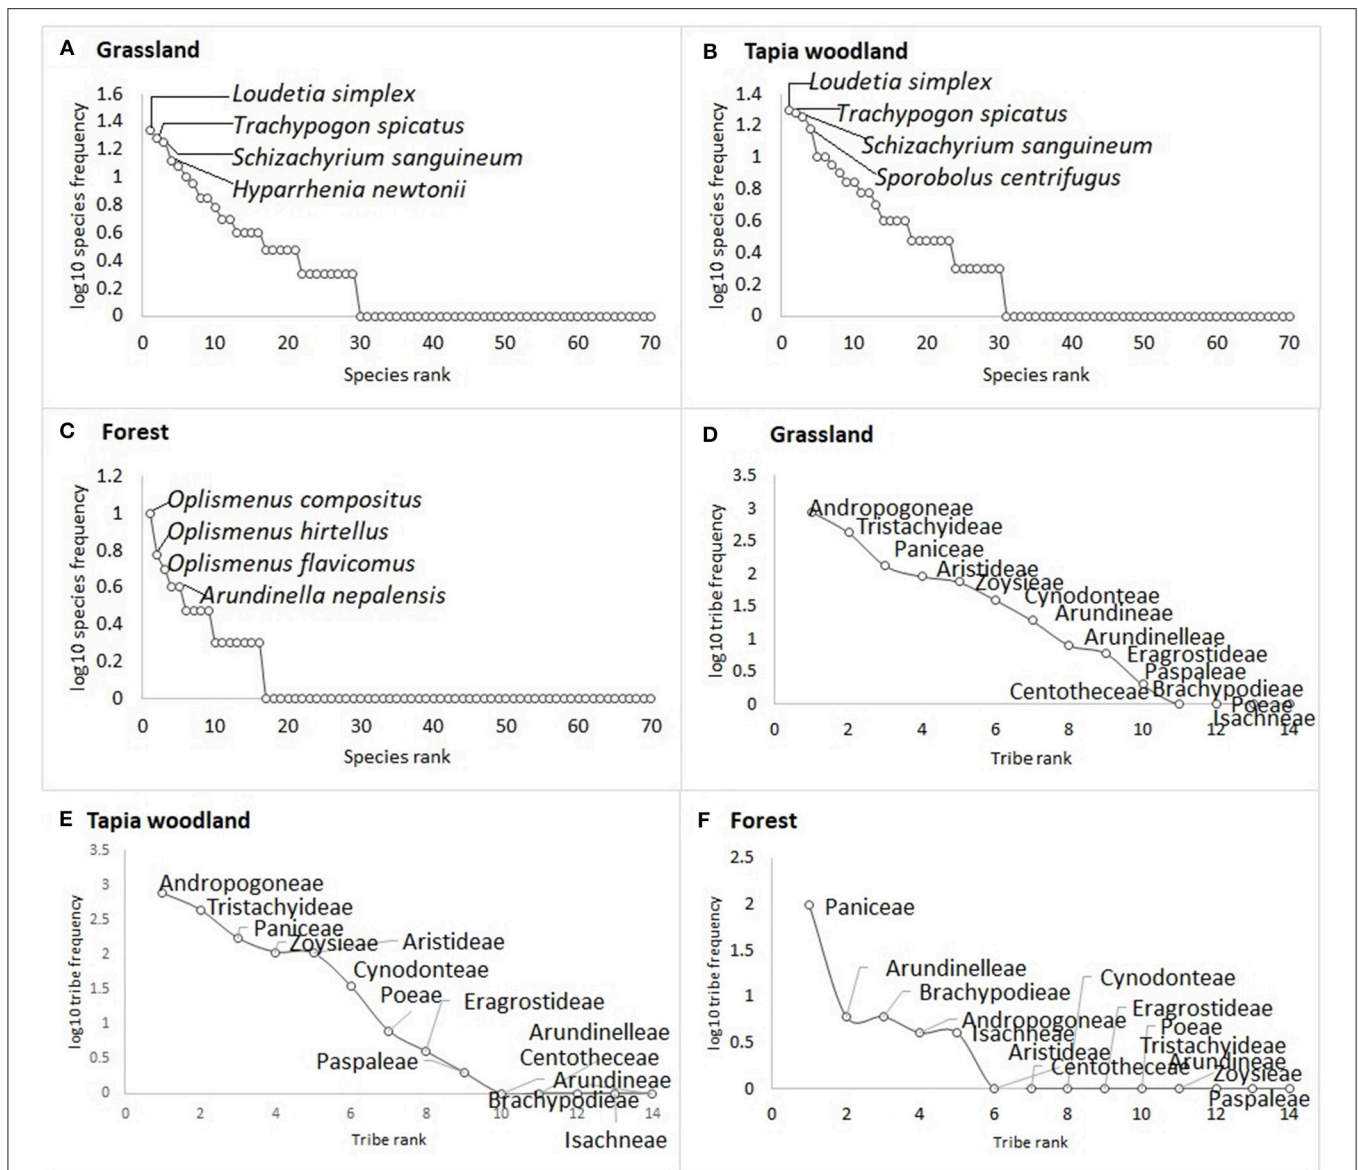 A Grassland
log10 species frequency
1.6
1.4
1.2
1
0.8
0.6
0.4
0.2
0
Loudetia simplex
Trachypogon spicatus
Schizachyrium sanguineum
Hyparrhenia newtonii
0 10 20 30 40 50 60 70
Species rank
B Tapia woodland
log10 species frequency
1.4
1.2
1
0.8
0.6
0.4
0.2
0
Loudetia simplex
Trachypogon spicatus
Schizachyrium sanguineum
Sporobolus centrifugus
0 10 20 30 40 50 60 70
Species rank
C Forest
log10 species frequency
1.2
1
0.8
0.6
0.4
0.2
0
Oplismenus compositus
Oplismenus hirtellus
Oplismenus flavicomus
Arundinella nepalensis
0 10 20 30 40 50 60 70
Species rank
D Grassland
log10 tribe frequency
3.5
3
2.5
2
1.5
1
0.5
0
Andropogoneae
Tristachyideae
Paniceae
Aristideae
Zoysieae
Cynodonteae
Arundineae
Arundinelleae
Eragrostideae
Paspaleae
Centotheceae Brachypodieae
Poeae
Isachneae
0 2 4 6 8 10 12 14
Tribe rank
E Tapia woodland
log10 tribe frequency
3.5
3
2.5
2
1.5
1
0.5
0
Andropogoneae
Tristachyideae
Paniceae
Zoysieae Aristideae
Cynodonteae
Poeae Eragrostideae
Arundinelleae
Paspaleae Centotheceae
Arundineae
Brachypodieae
Isachneae
0 2 4 6 8 10 12 14
Tribe rank
F Forest
log10 tribe frequency
2.5
2
1.5
1
0.5
0
Paniceae
Arundinelleae
Cynodonteae
Brachypodieae
Eragrostideae
Andropogoneae
Poeae
Isachneae
Tristachyideae
Aristideae
Arundineae
Centotheceae
Zoysieae
Paspaleae
0 2 4 6 8 10 12 14
Tribe rank